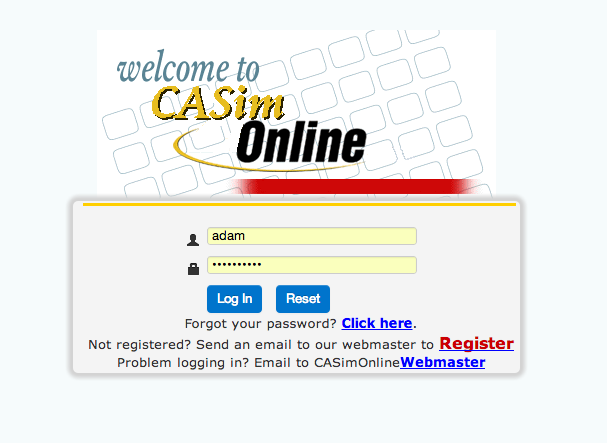 welcome to
CASim
Online
adam
••••••••••
Log In Reset
Forgot your password? Click here.
Not registered? Send an email to our webmaster to Register
Problem logging in? Email to CASimOnlineWebmaster